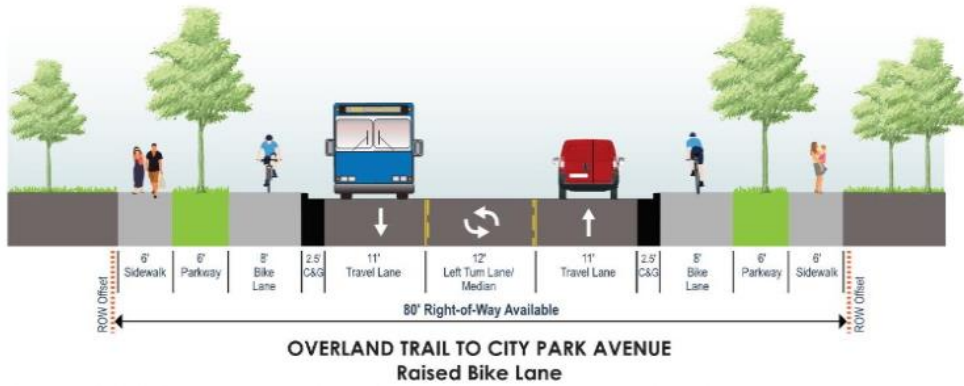 6'
Sidewalk
6'
Parkway
8'
Bike
Lane
2.5'
C&G
11'
Travel Lane
12'
Left Turn Lane/
Median
11'
Travel Lane
2.5'
C&G
8'
Bike
Lane
6'
Parkway
6'
Sidewalk
ROW Offset
80' Right-of-Way Available
ROW Offset
OVERLAND TRAIL TO CITY PARK AVENUE
Raised Bike Lane